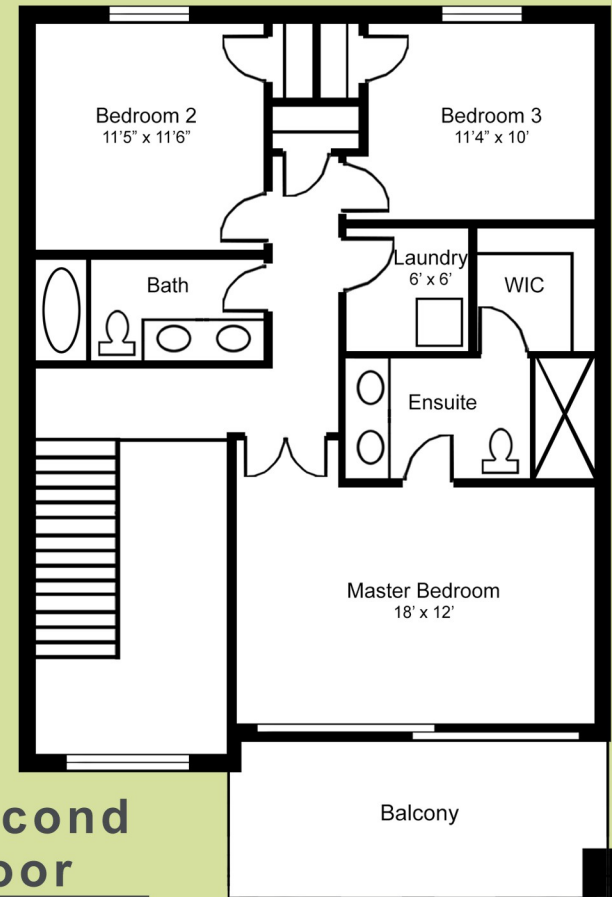 Bedroom 2
11’5” x 11’6”
Bedroom 3
11’4” x 10’
Laundry
6’ x 6’
WIC
Bath
Ensuite
Master Bedroom
18’ x 12’
Balcony
cond
oor